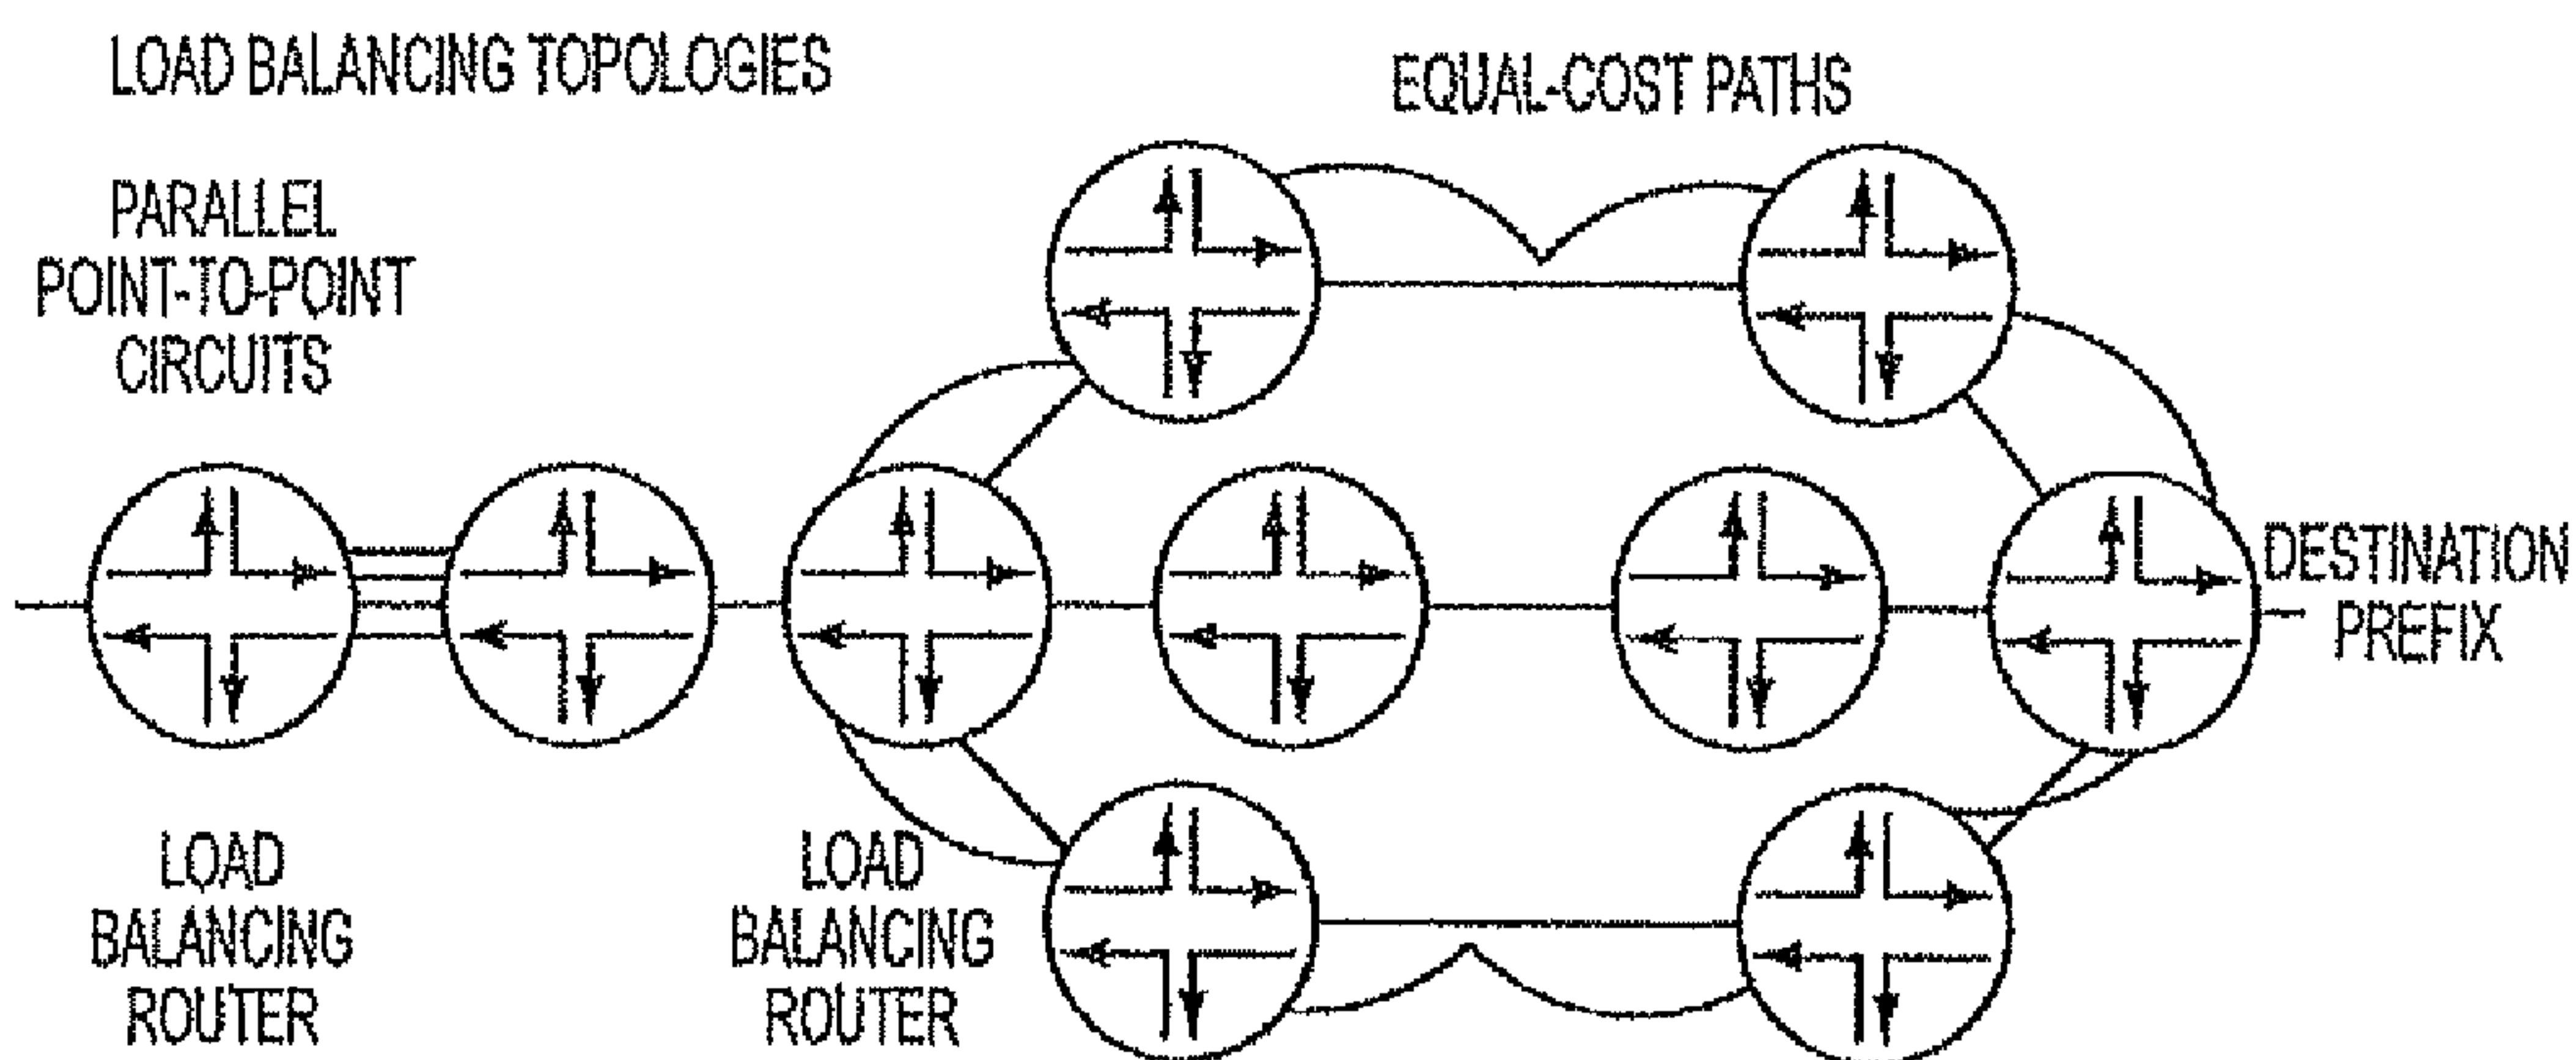 LOAD BALANCING TOPOLOGIES
EQUAL-COST PATHS
PARALLEL
POINT-TO-POINT
CIRCUITS
DESTINATION
PREFIX
LOAD
BALANCING
ROUTER
LOAD
BALANCING
ROUTER